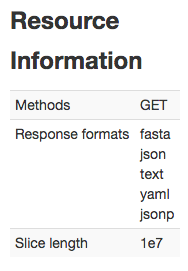 Resource
Information
Methods GET
Response formats fasta
json
text
yaml
jsonp
Slice length 1e7